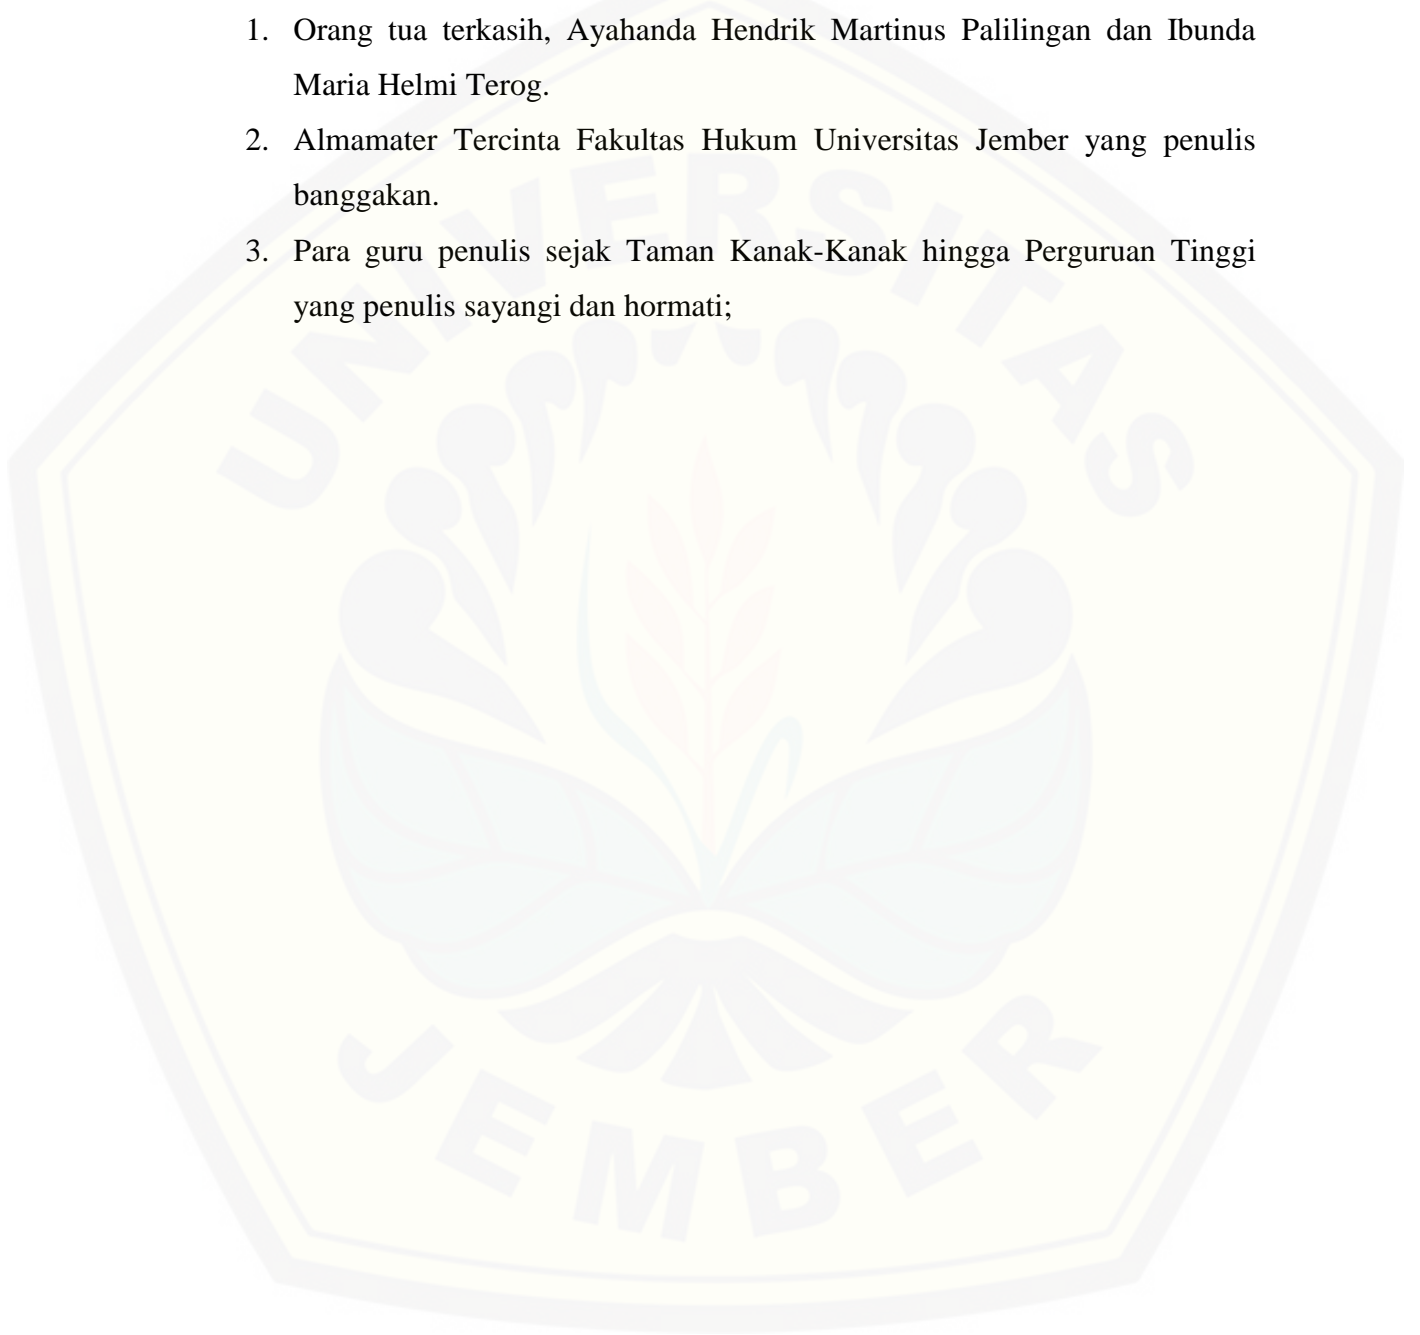 1. Orang tua terkasih, Ayahanda Hendrik Martinus Palilingan dan Ibunda
Maria Helmi Terog.
2. Almamater Tercinta Fakultas Hukum Universitas Jember yang penulis
banggakan.
3. Para guru penulis sejak Taman Kanak-Kanak hingga Perguruan Tinggi
yang penulis sayangi dan hormati;
UNIVERSITAS
JEMBER